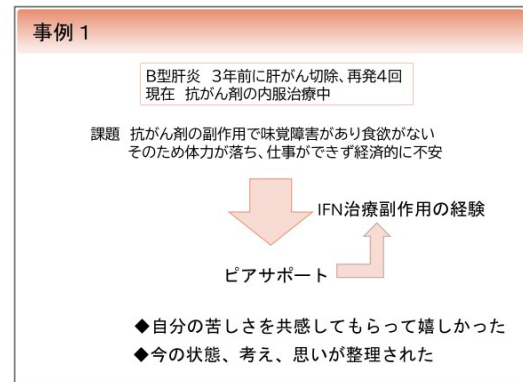 事例1
B型肝炎 3年前に肝がん切除、再発4回
現在 抗がん剤の内服治療中
課題 抗がん剤の副作用で味覚障害があり食欲がない
そのため体力が落ち、仕事ができず経済的に不安
IFN治療副作用の経験
ピアサポート
◆自分の苦しさを共感してもらって嬉しかった
◆今の状態、考え、思いが整理された